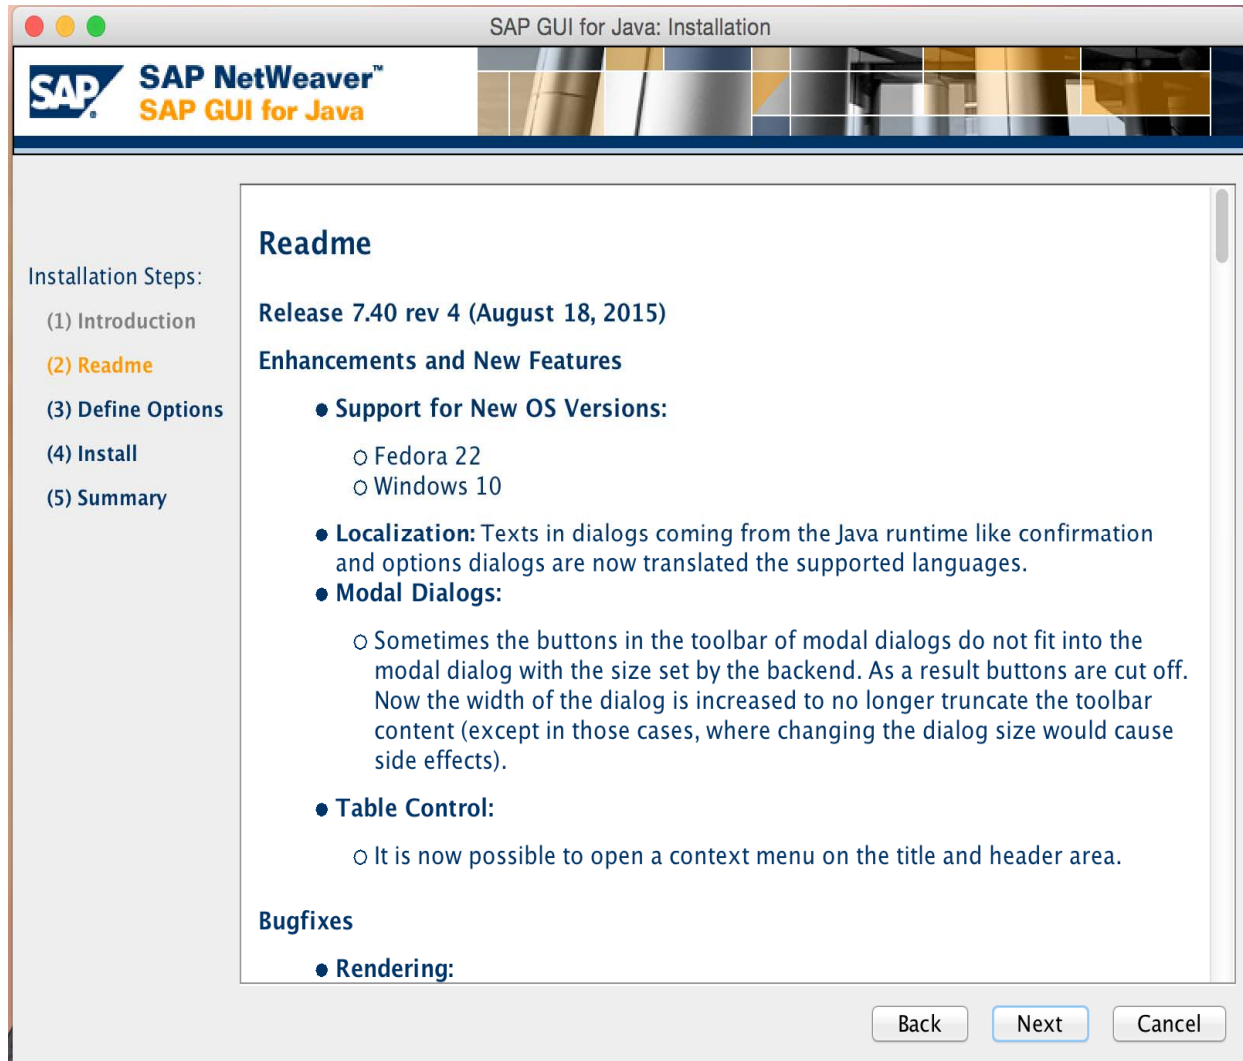 SAP GUI for Java: Installation
SAP
SAP NetWeaver™
SAP GUI for Java
Installation Steps:
(1) Introduction
(2) Readme
(3) Define Options
(4) Install
(5) Summary
Readme
Release 7.40 rev 4 (August 18, 2015)
Enhancements and New Features
Support for New OS Versions:
Fedora 22
Windows 10
Localization: Texts in dialogs coming from the Java runtime like confirmation
and options dialogs are now translated the supported languages.
Modal Dialogs:
Sometimes the buttons in the toolbar of modal dialogs do not fit into the
modal dialog with the size set by the backend. As a result buttons are cut off.
Now the width of the dialog is increased to no longer truncate the toolbar
content (except in those cases, where changing the dialog size would cause
side effects).
Table Control:
It is now possible to open a context menu on the title and header area.
Bugfixes
Rendering:
Back
Next
Cancel